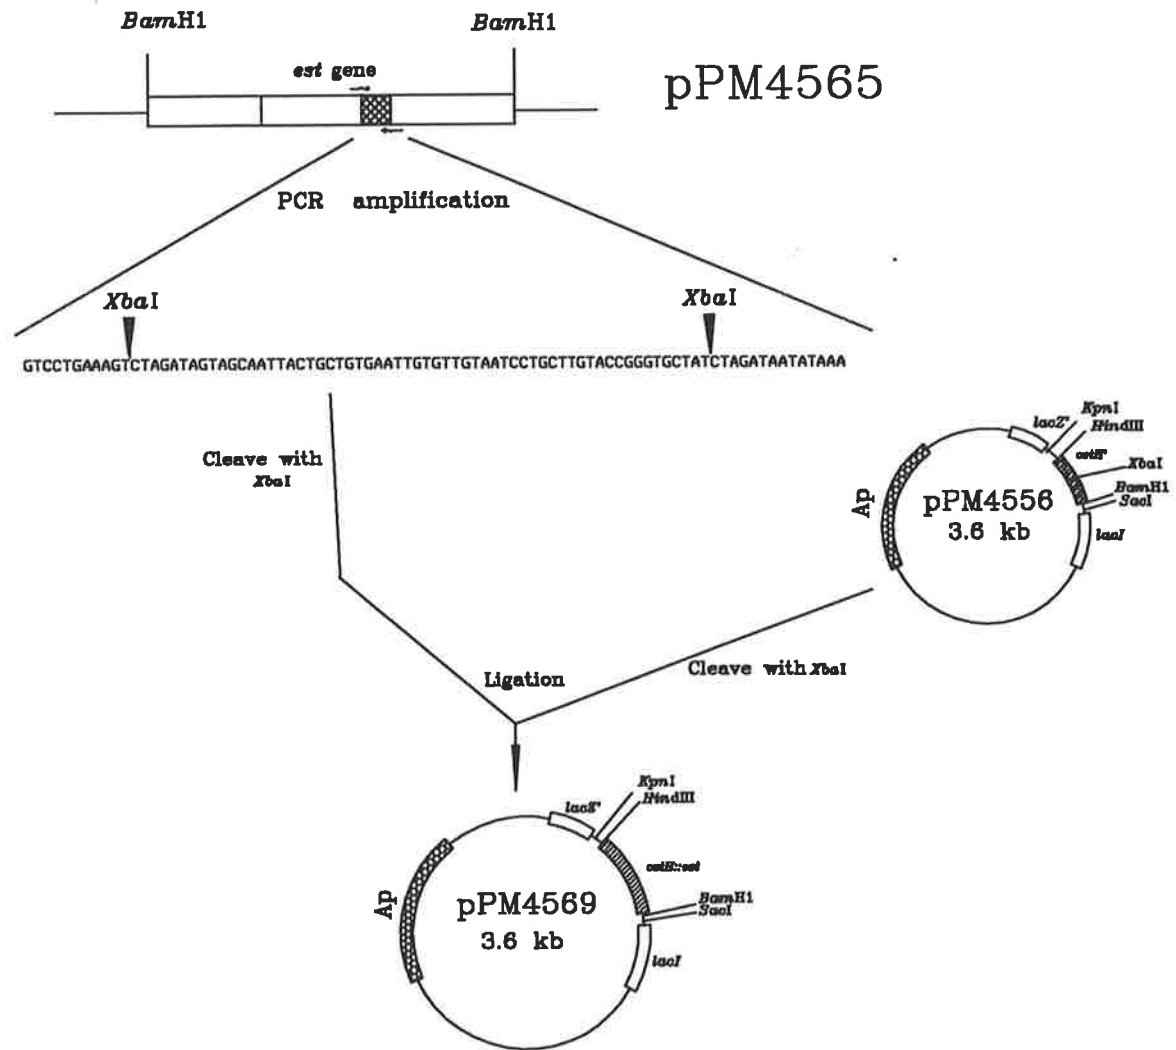 BamH1
BamH1
est gene
pPM4565
PCR amplification
XbaI
XbaI
GTCCTGAAAGTCTAGATAGTAGCAATTACTGCTGTGAATTGTGTTGTAATCCTGCTTGTACCGGGTGCTATCTAGATAATATAAA
Cleave with
XbaI
lacZ'
KpnI
HindIII
XbaI
BamH1
SacI
lacI
Ap
pPM4556
3.6 kb
Ligation
Cleave with XbaI
lacZ'
KpnI
HindIII
BamH1
SacI
lacI
Ap
pPM4569
3.6 kb